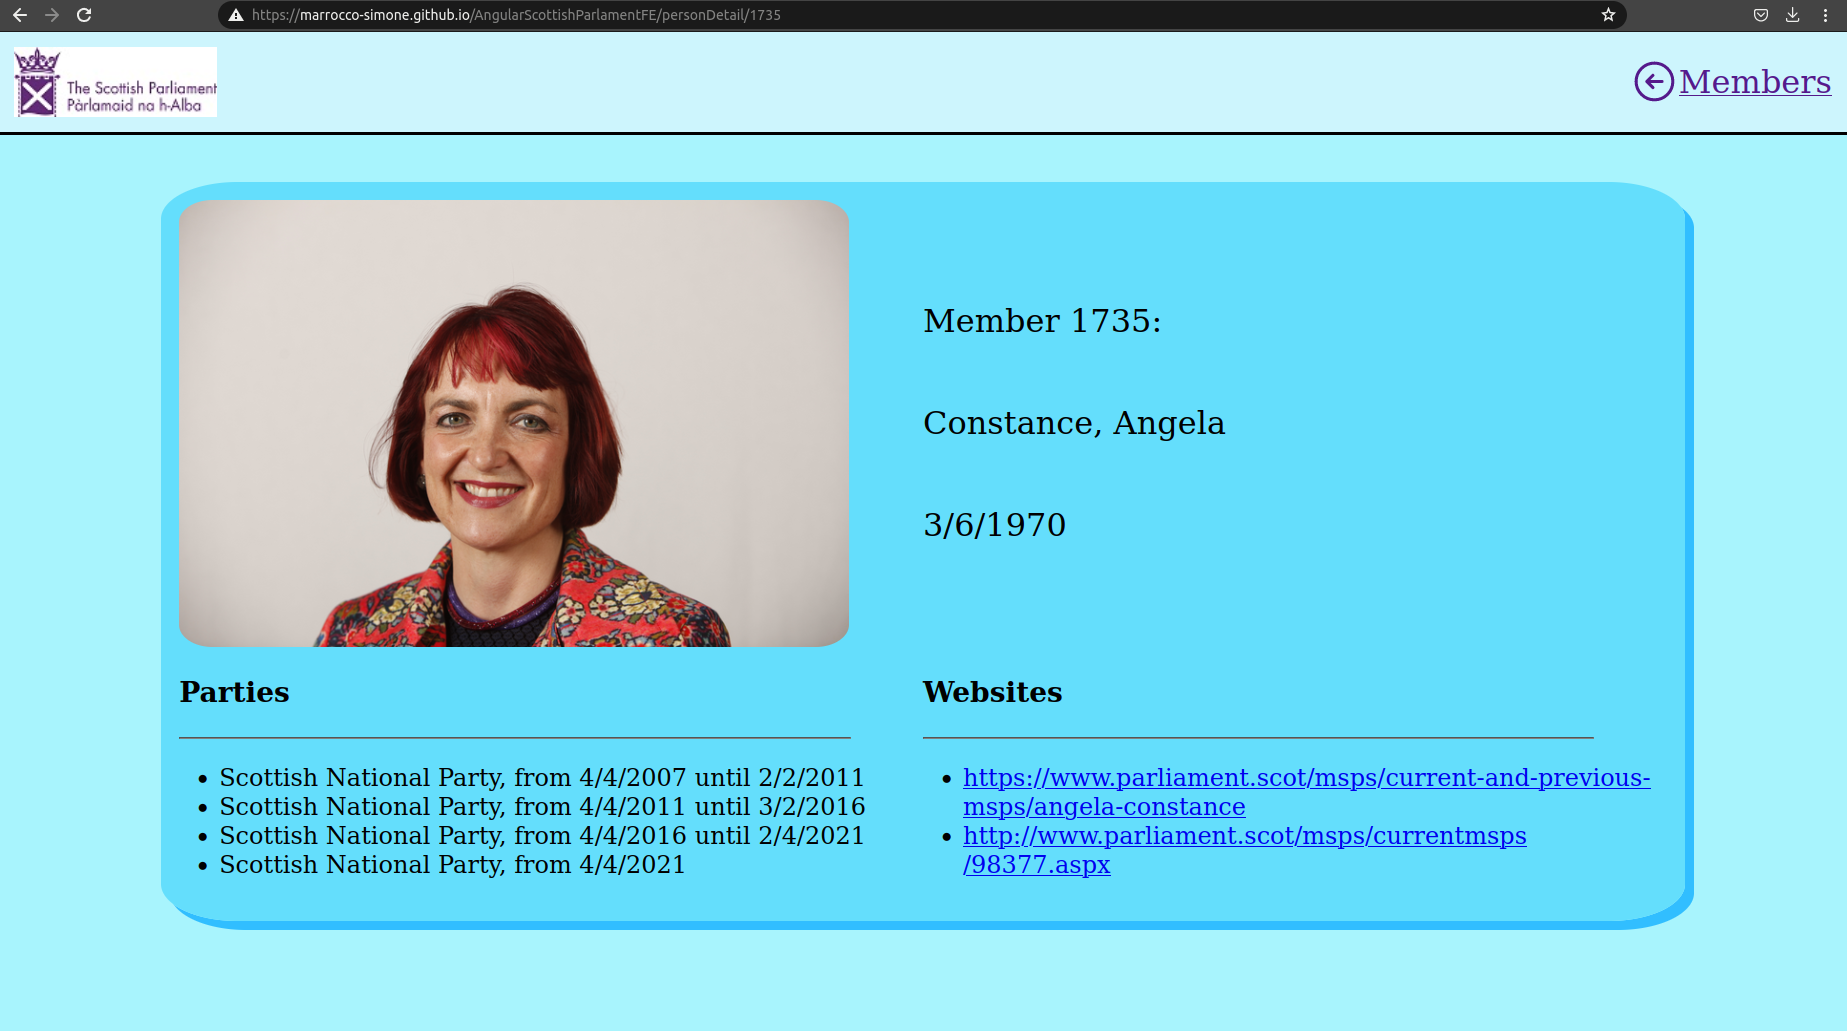 https://marrocco-simone.github.io/AngularScottishParlamentFE/personDetail/1735
The Scottish Parliament
Pàrlamaid na h-Alba
Members
Member 1735:
Constance, Angela
3/6/1970
Parties
Scottish National Party, from 4/4/2007 until 2/2/2011
Scottish National Party, from 4/4/2011 until 3/2/2016
Scottish National Party, from 4/4/2016 until 2/4/2021
Scottish National Party, from 4/4/2021
Websites
https://www.parliament.scot/msps/current-and-previous-
msps/angela-constance
http://www.parliament.scot/msps/currentmsps
/98377.aspx